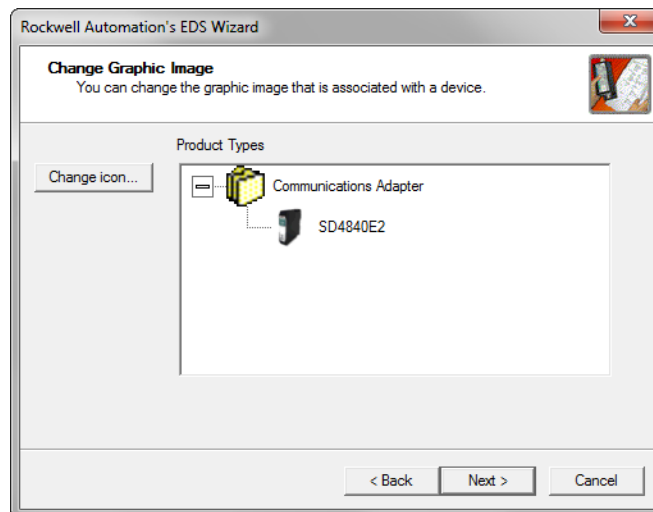 Rockwell Automation's EDS Wizard
Change Graphic Image
You can change the graphic image that is associated with a device.
Product Types
Change icon...
Communications Adapter
SD4840E2
< Back
Next >
Cancel